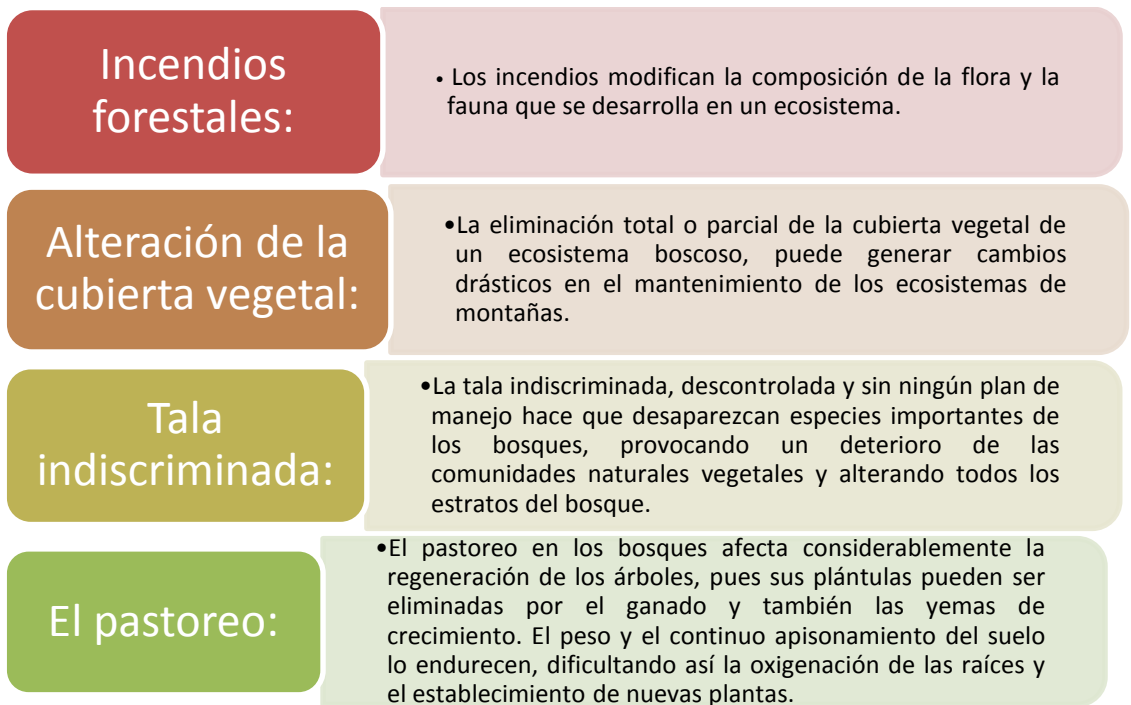 Incendios
forestales:
• Los incendios modifican la composición de la flora y la
fauna que se desarrolla en un ecosistema.
Alteración de la
cubierta vegetal:
•La eliminación total o parcial de la cubierta vegetal de
un ecosistema boscoso, puede generar cambios
drásticos en el mantenimiento de los ecosistemas de
montañas.
Tala
indiscriminada:
•La tala indiscriminada, descontrolada y sin ningún plan de
manejo hace que desaparezcan especies importantes de
los bosques, provocando un deterioro de las
comunidades naturales vegetales y alterando todos los
estratos del bosque.
El pastoreo:
•El pastoreo en los bosques afecta considerablemente la
regeneración de los árboles, pues sus plántulas pueden ser
eliminadas por el ganado y también las yemas de
crecimiento. El peso y el continuo apisonamiento del suelo
lo endurecen, dificultando así la oxigenación de las raíces y
el establecimiento de nuevas plantas.